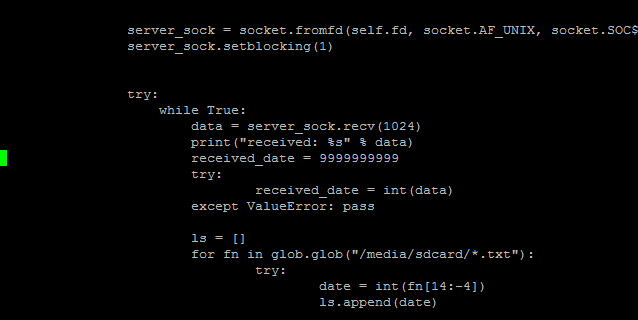 server_sock = socket.fromfd(self.fd, socket.AF_UNIX, socket.SOC$
server_sock.setblocking(1)
try:
while True:
data = server_sock.recv(1024)
print("received: %s" % data)
received_date = 9999999999
try:
received_date = int(data)
except ValueError: pass
ls = []
for fn in glob.glob("/media/sdcard/*.txt"):
try:
date = int(fn[14:-4])
ls.append(date)